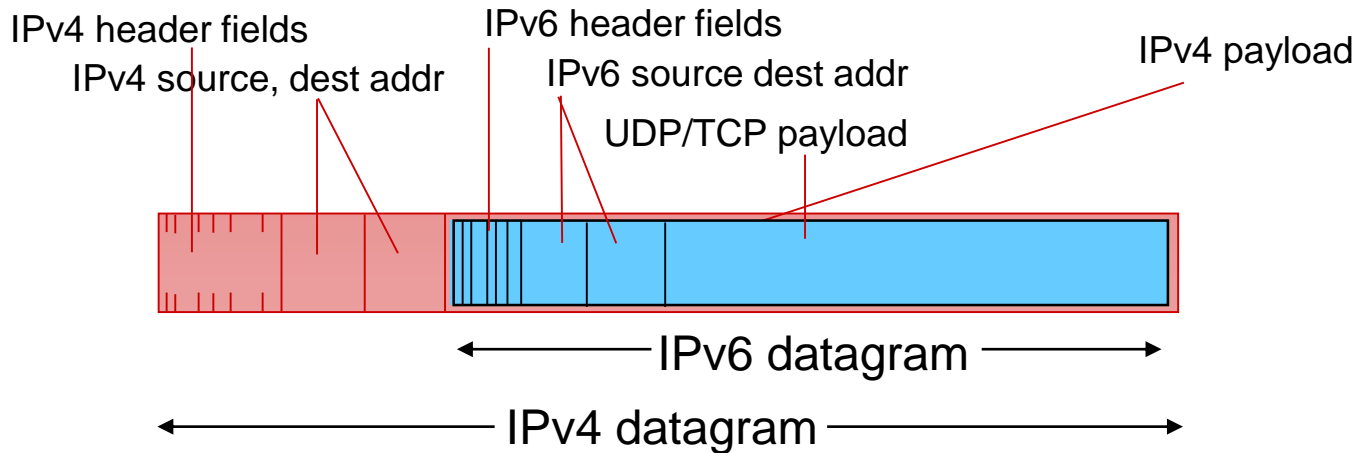 IPv4 header fields
IPv6 header fields
IPv4 payload
IPv4 source, dest addr
IPv6 source dest addr
UDP/TCP payload
IPv6 datagram
IPv4 datagram